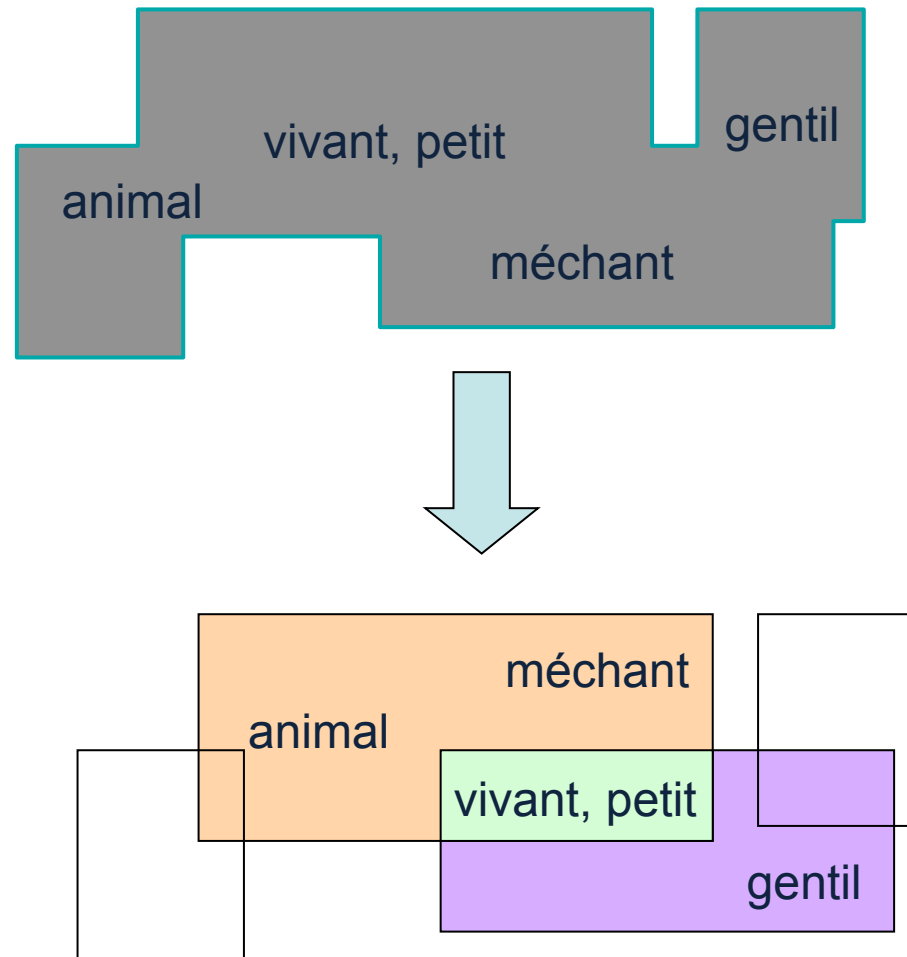 gentil
vivant, petit
animal
méchant
méchant
animal
vivant, petit
gentil